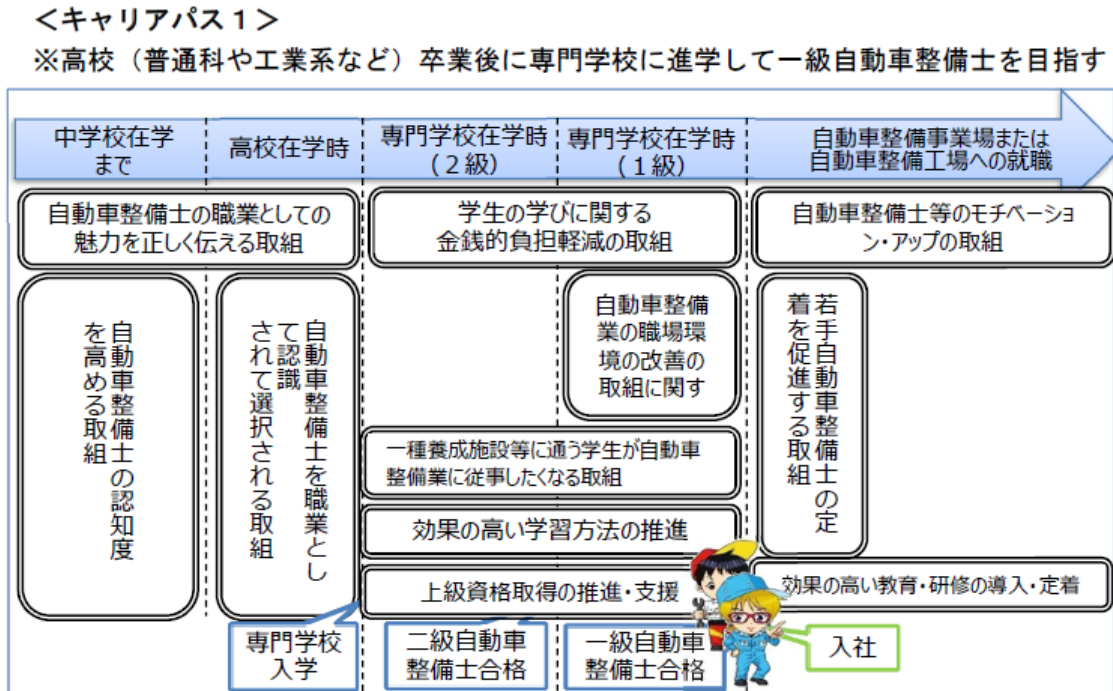 ＜キャリアパス１＞
※高校（普通科や工業系など）卒業後に専門学校に進学して一級自動車整備士を目指す
中学校在学
まで
高校在学時
専門学校在学時
（２級）
専門学校在学時
（１級）
自動車整備事業場または
自動車整備工場への就職
自動車整備士の職業としての
魅力を正しく伝える取組
学生の学びに関する
金銭的負担軽減の取組
自動車整備士等のモチベーショ
ン・アップの取組
自動車整備士の認知度
を高める取組
自動車整備士を職業とし
て認識
されて選択される取組
自動車整備
業の職場環
境の改善の
取組に関す
若手自動車整備士の定
着を促進する取組
一種養成施設等に通う学生が自動車
整備業に従事したくなる取組
効果の高い学習方法の推進
上級資格取得の推進・支援
効果の高い教育・研修の導入・定着
専門学校
入学
二級自動車
整備士合格
一級自動車
整備士合格
入社